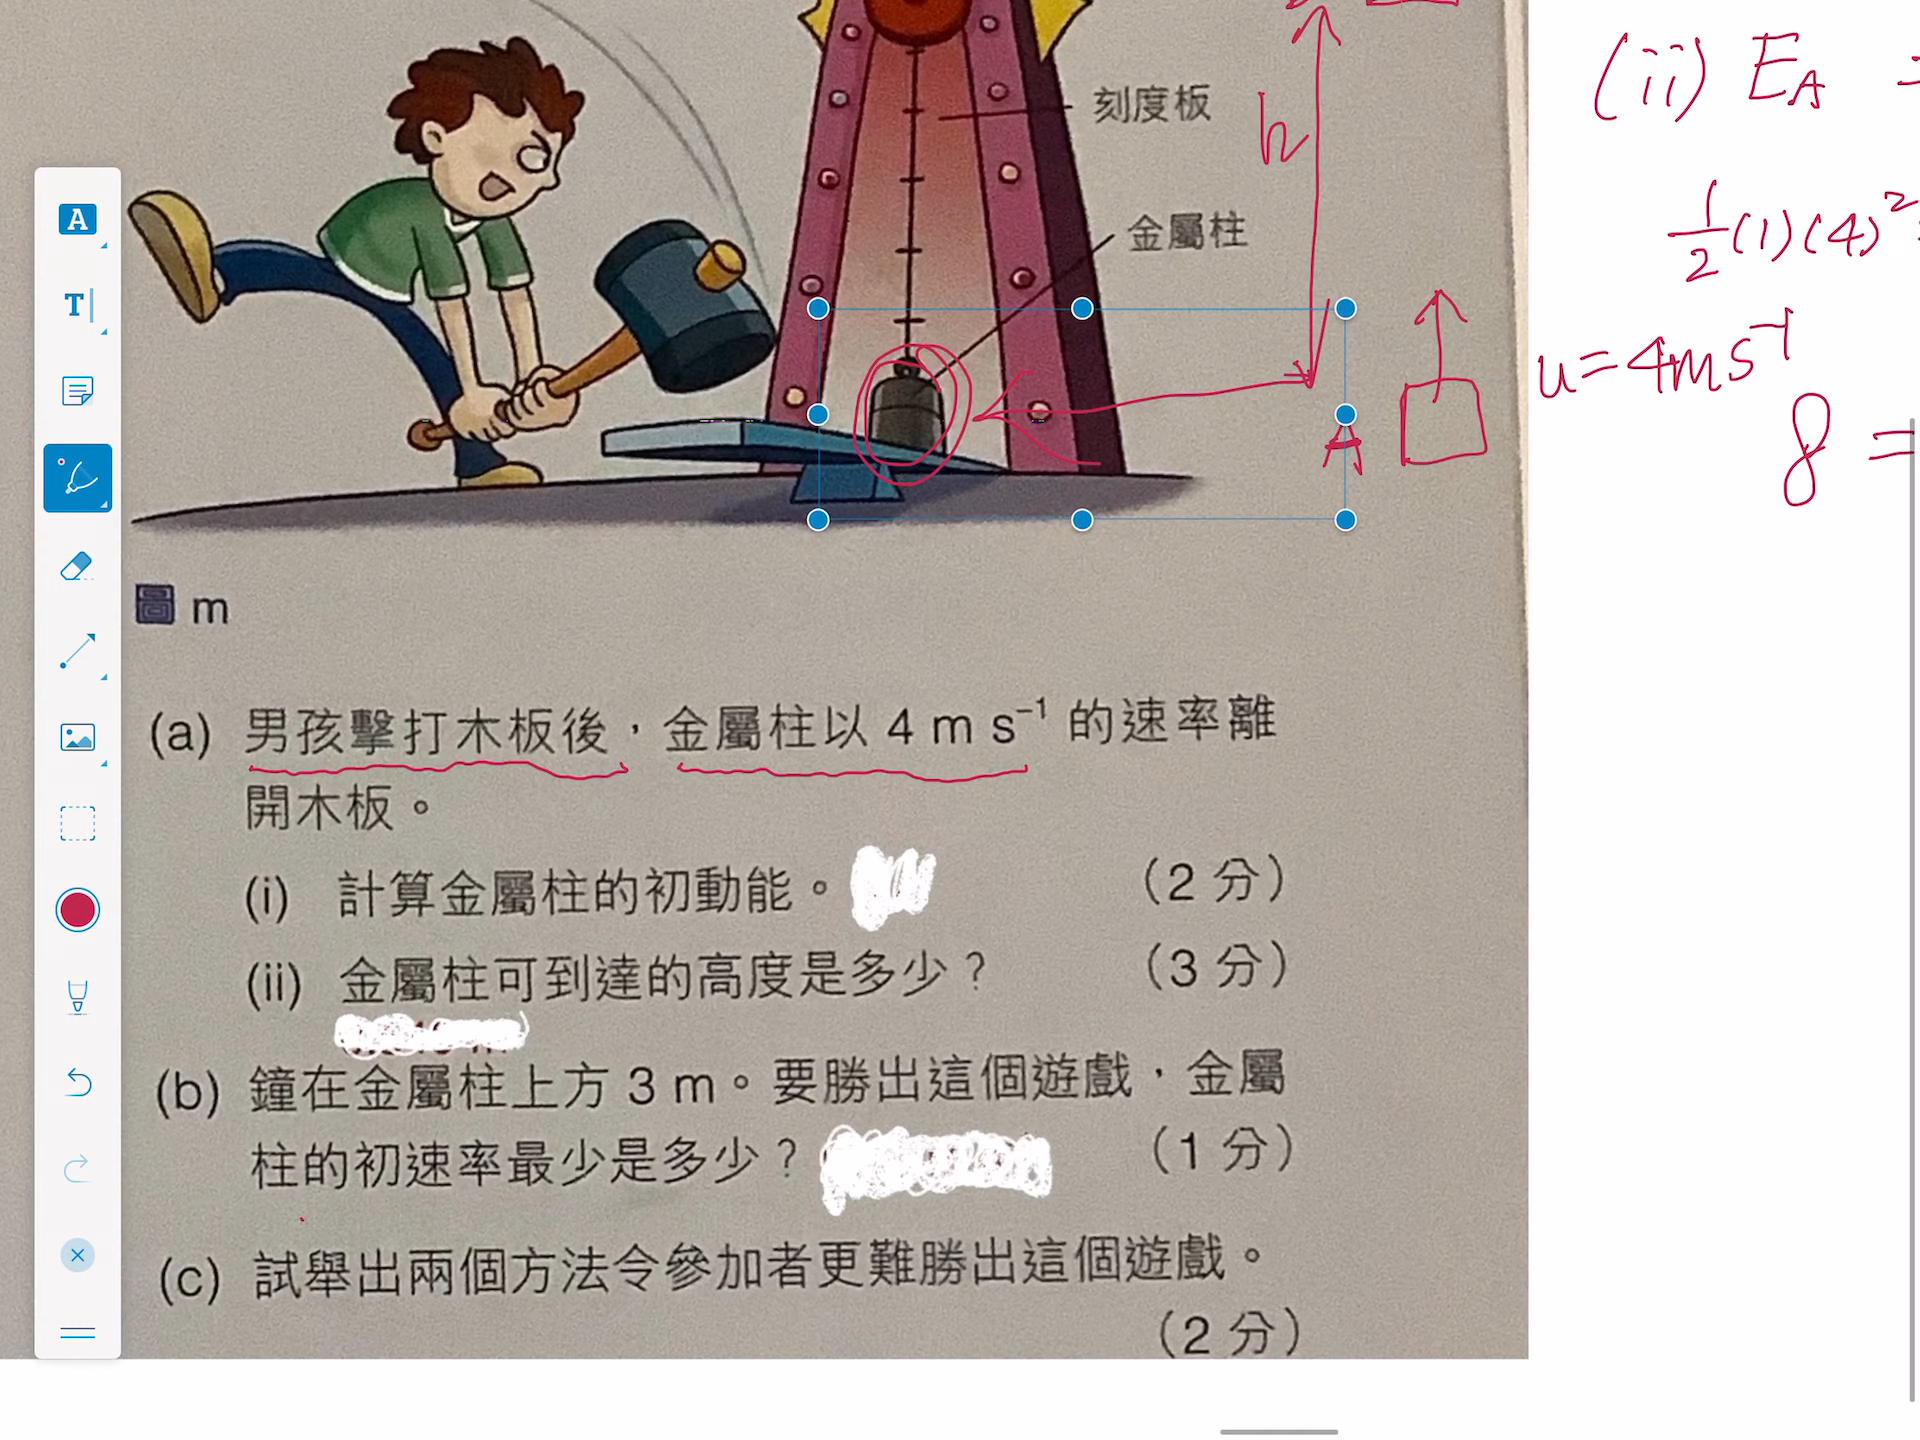 刻度板
金屬柱
h
A
圖 m
(a) 男孩擊打木板後，金屬柱以 4 m s⁻¹ 的速率離
開木板。
(i) 計算金屬柱的初動能。 （2 分）
(ii) 金屬柱可到達的高度是多少？ （3 分）
(b) 鐘在金屬柱上方 3 m。要勝出這個遊戲，金屬
柱的初速率最少是多少？ （1 分）
(c) 試舉出兩個方法令參加者更難勝出這個遊戲。
（2 分）
(ii) E_A =
½(1)(4)²
u=4ms⁻¹
8 =
A
T